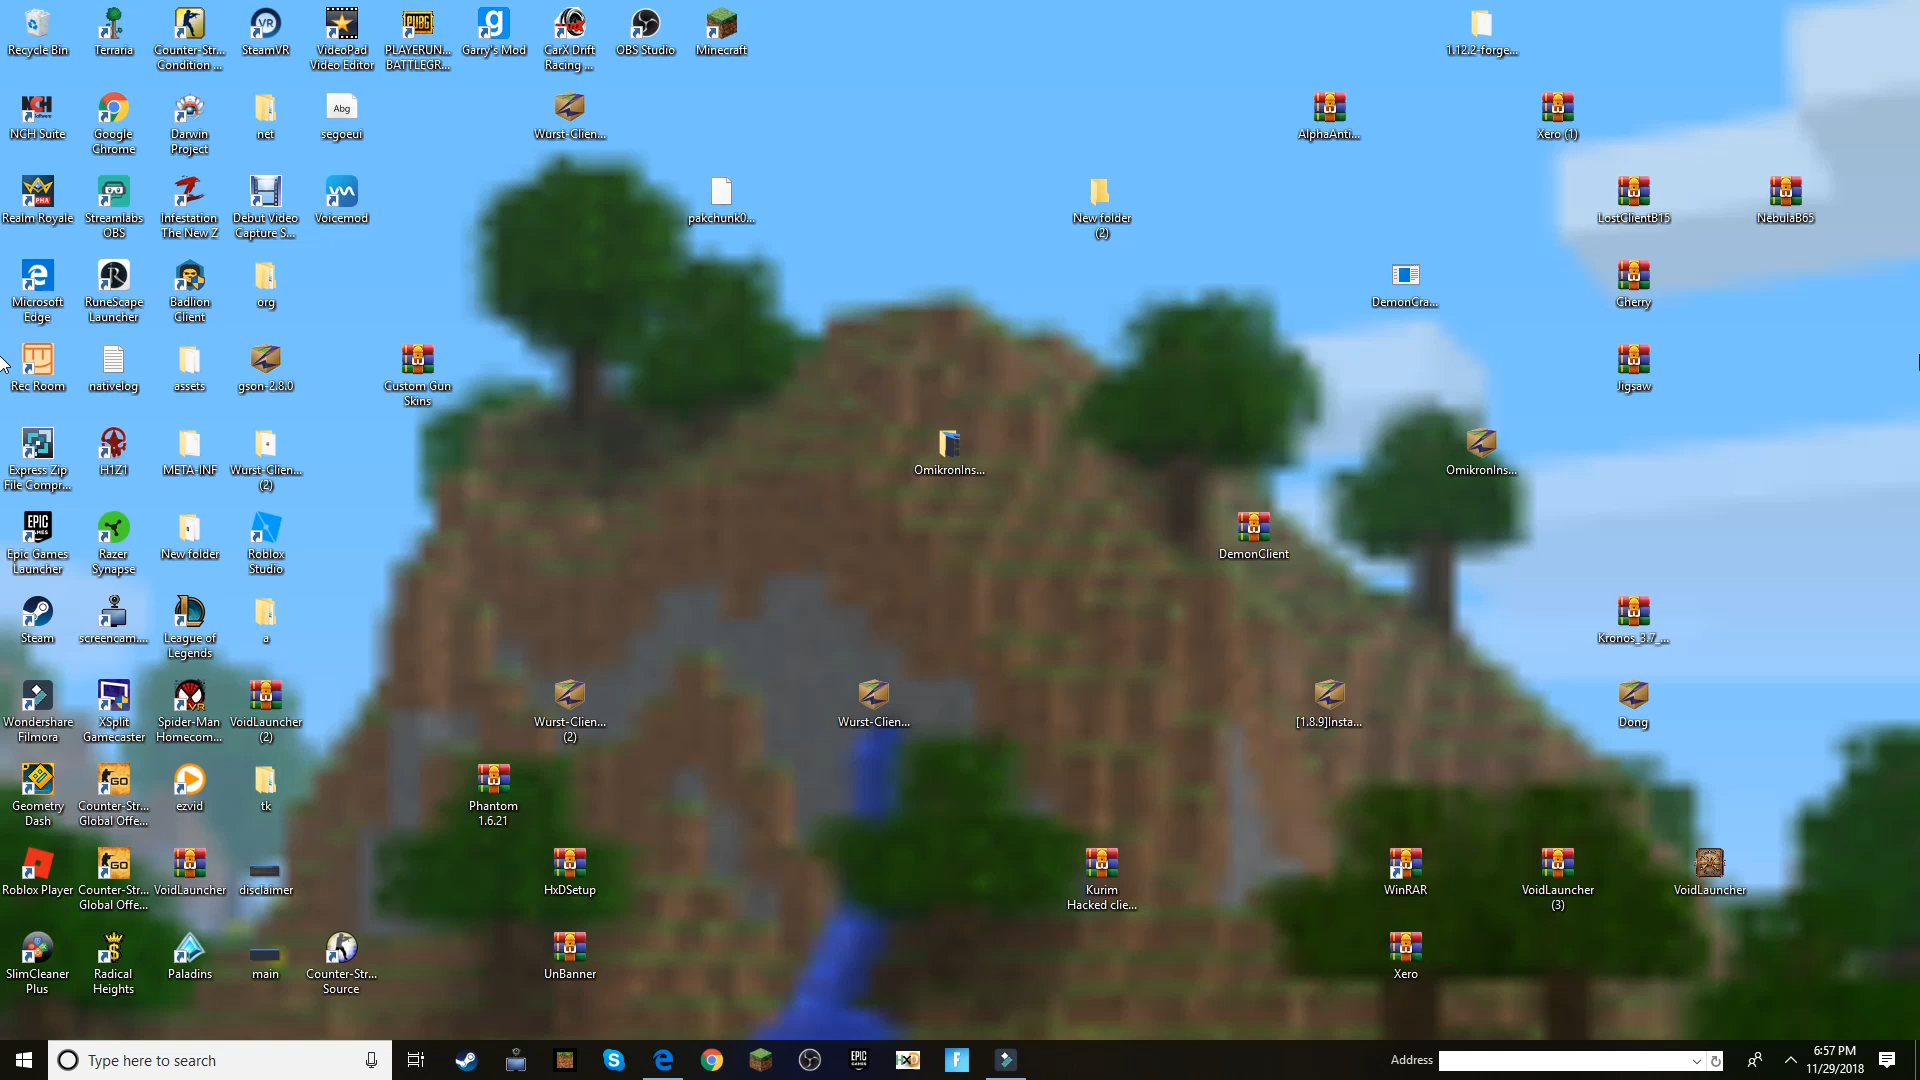 Recycle Bin
Terraria
Counter-Str...
Condition ...
SteamVR
VideoPad
Video Editor
PLAYERUN...
BATTLEGR...
Garry's Mod
CarX Drift
Racing ...
OBS Studio
Minecraft
1.12.2-forge...
NCH Suite
Google
Chrome
Darwin
Project
net
Abg
segoeui
Wurst-Clien...
AlphaAnti...
Xero (1)
Realm Royale
Streamlabs
OBS
Infestation
The New Z
Debut Video
Capture S...
Voicemod
pakchunk0...
New folder
(2)
LostClientB15
NebulaB65
Microsoft
Edge
RuneScape
Launcher
Badlion
Client
org
DemonCra...
Cherry
Rec Room
nativelog
assets
gson-2.8.0
Custom Gun
Skins
Jigsaw
Express Zip
File Compr...
H1Z1
META-INF
Wurst-Clien...
(2)
OmikronIns...
OmikronIns...
Epic Games
Launcher
Razer
Synapse
New folder
Roblox
Studio
DemonClient
Steam
screencam....
League of
Legends
a
Kronos_3.7_...
Wondershare
Filmora
XSplit
Gamecaster
Spider-Man
Homecom...
VoidLauncher
(2)
Wurst-Clien...
(2)
Wurst-Clien...
[1.8.9]Insta...
Dong
Geometry
Dash
Counter-Str...
Global Offe...
ezvid
tk
Phantom
1.6.21
Roblox Player
Counter-Str...
Global Offe...
VoidLauncher
disclaimer
HxDSetup
Kurim
Hacked clie...
WinRAR
VoidLauncher
(3)
VoidLauncher
SlimCleaner
Plus
Radical
Heights
Paladins
main
Counter-Str...
Source
UnBanner
Xero
Type here to search
Address
6:57 PM
11/29/2018